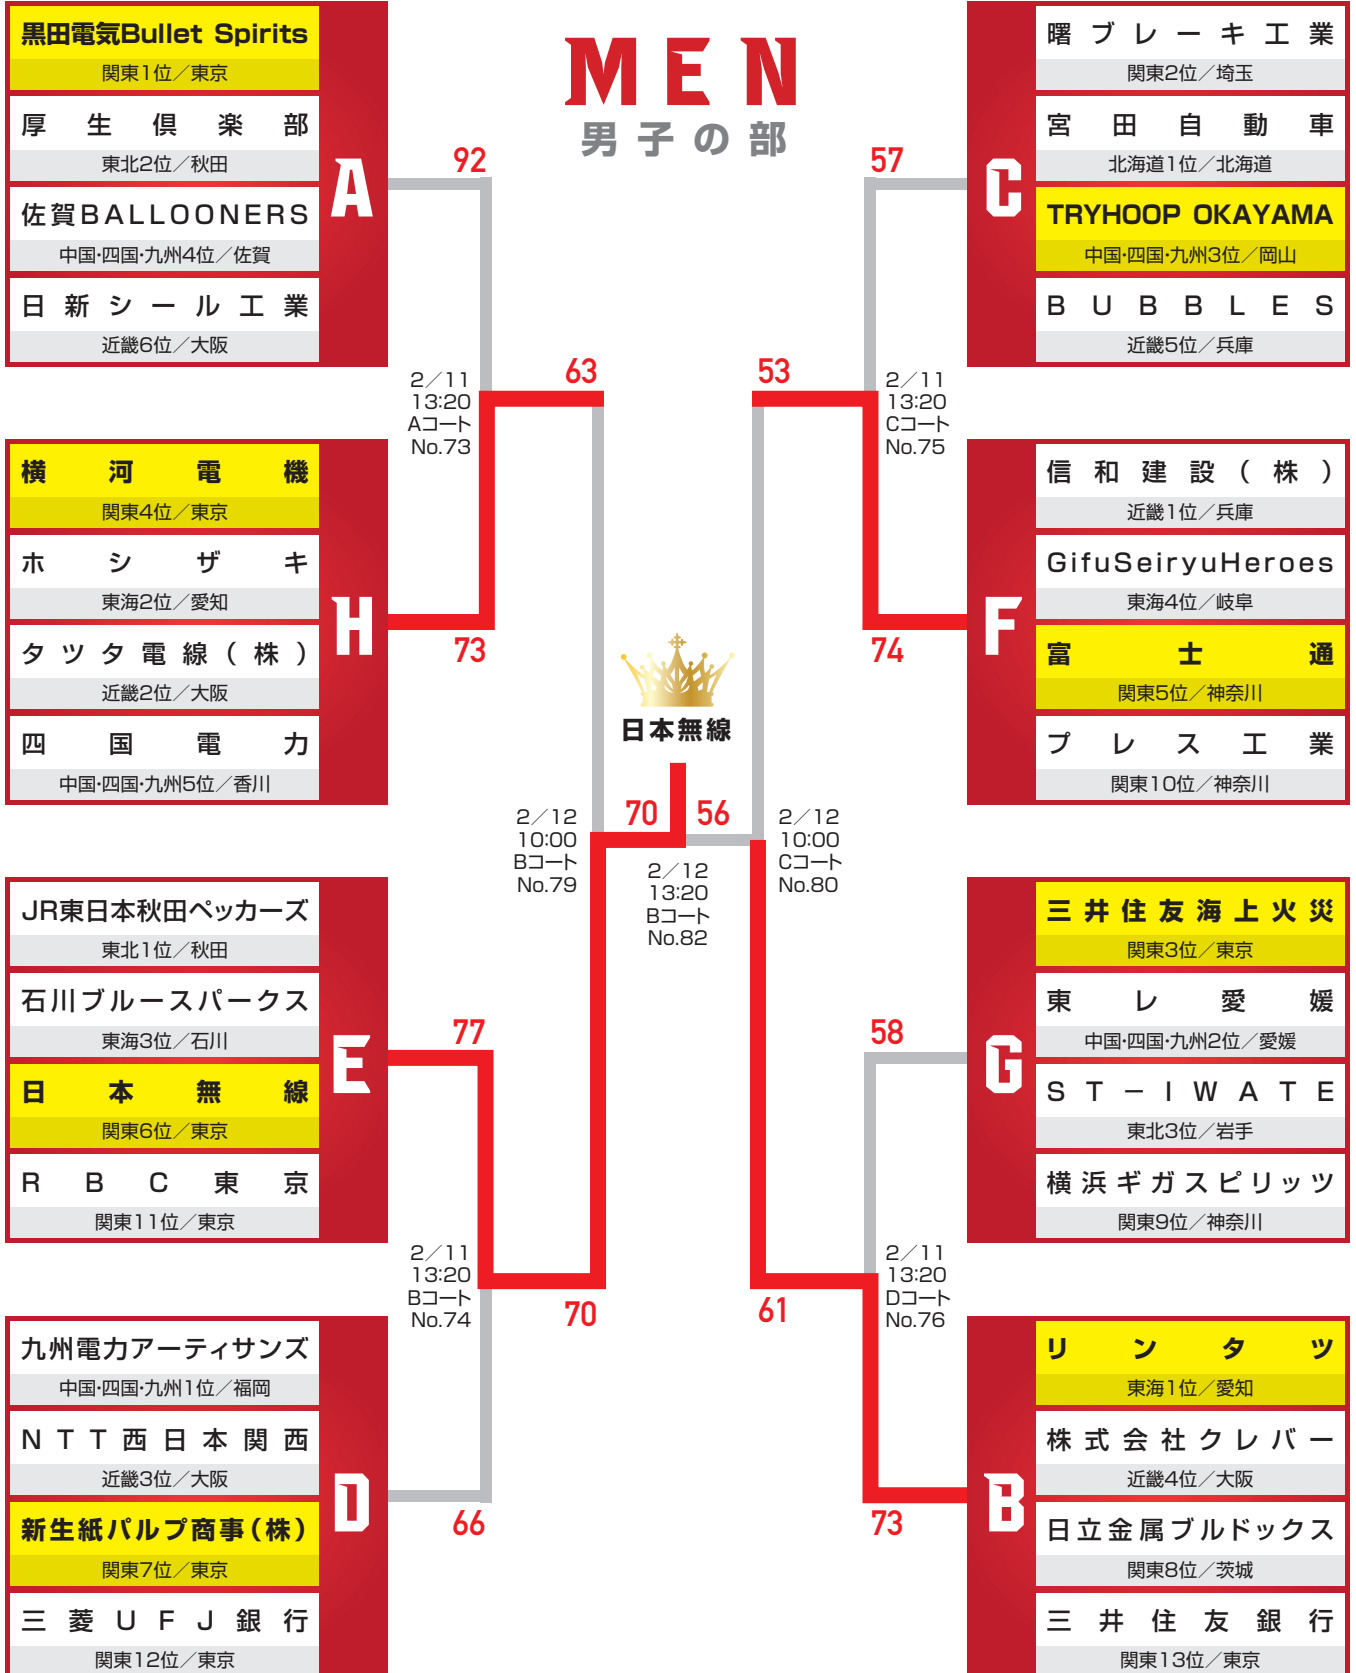 MEN
男子の部
黒田電気Bullet Spirits
関東1位／東京
厚生倶楽部
東北2位／秋田
佐賀BALLOONERS
中国・四国・九州4位／佐賀
日新シール工業
近畿6位／大阪
A
92
2／11
13:20
Aコート
No.73
63
横河電機
関東4位／東京
ホシザキ
東海2位／愛知
タツタ電線（株）
近畿2位／大阪
四国電力
中国・四国・九州5位／香川
H
73
JR東日本秋田ペッカーズ
東北1位／秋田
石川ブルースパークス
東海3位／石川
日本無線
関東6位／東京
RBC東京
関東11位／東京
E
77
2／11
13:20
Bコート
No.74
70
九州電力アーティサンズ
中国・四国・九州1位／福岡
NTT西日本関西
近畿3位／大阪
新生紙パルプ商事（株）
関東7位／東京
三菱UFJ銀行
関東12位／東京
D
66
2／12
10:00
Bコート
No.79
日本無線
70
56
2／12
13:20
Bコート
No.82
2／12
10:00
Cコート
No.80
曙ブレーキ工業
関東2位／埼玉
宮田自動車
北海道1位／北海道
TRYHOOP OKAYAMA
中国・四国・九州3位／岡山
BUBBLES
近畿5位／兵庫
C
57
53
2／11
13:20
Cコート
No.75
信和建設（株）
近畿1位／兵庫
GifuSeiryuHeroes
東海4位／岐阜
富士通
関東5位／神奈川
プレス工業
関東10位／神奈川
F
74
三井住友海上火災
関東3位／東京
東レ愛媛
中国・四国・九州2位／愛媛
ST－IWATE
東北3位／岩手
横浜ギガスピリッツ
関東9位／神奈川
G
58
2／11
13:20
Dコート
No.76
61
リンタツ
東海1位／愛知
株式会社クレバー
近畿4位／大阪
日立金属ブルドックス
関東8位／茨城
三井住友銀行
関東13位／東京
B
73